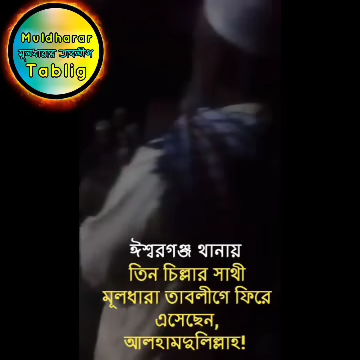 Muldharar
মূলধারার তাবলীগ
Tablig
ঈশ্বরগঞ্জ থানায়
তিন চিল্লার সাথী
মূলধারা তাবলীগে ফিরে
এসেছেন,
আলহামদুলিল্লাহ!